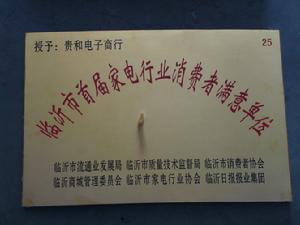 授予：贵和电子商行
25
临沂市首届家电行业消费者满意单位
临沂市流通业发展局 临沂市质量技术监督局 临沂市消费者协会
临沂商城管理委员会 临沂市家电行业协会 临沂日报报业集团